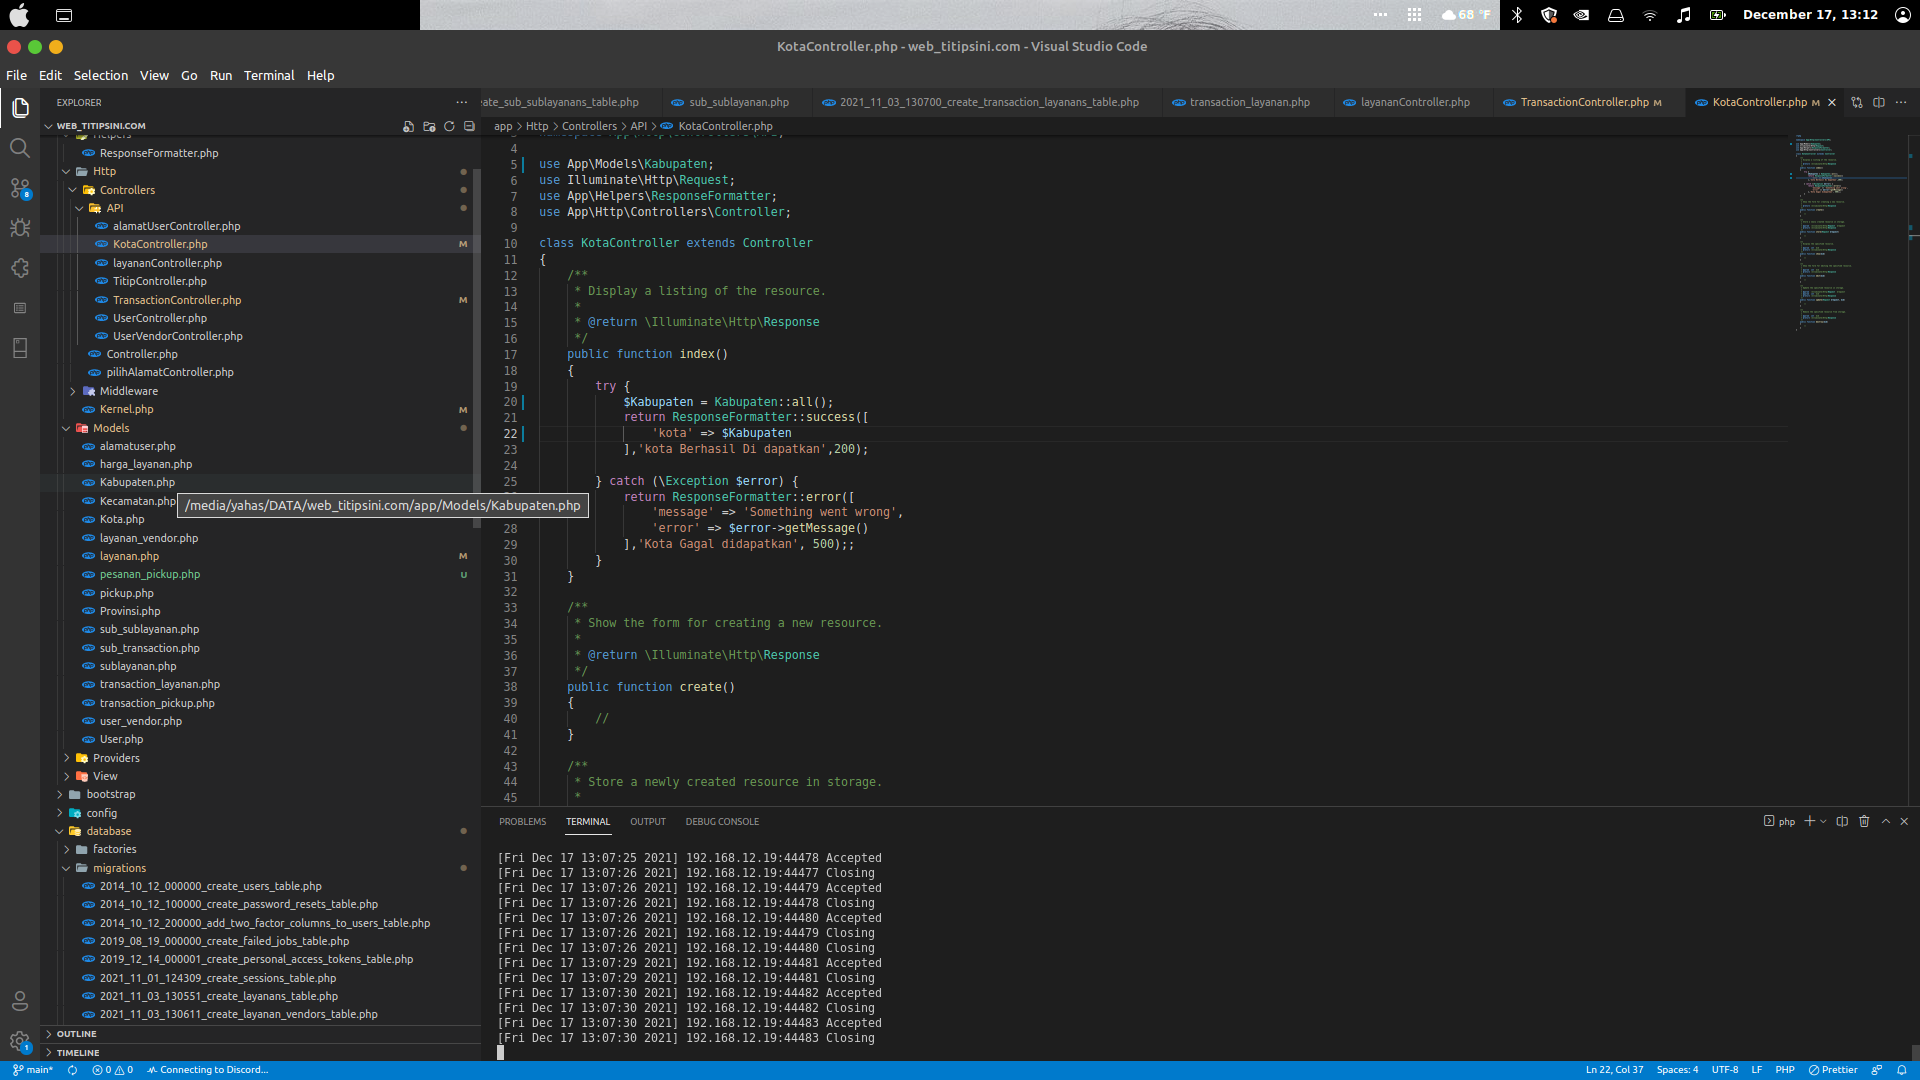 68 °F
December 17, 13:12
KotaController.php - web_titipsini.com - Visual Studio Code
File Edit Selection View Go Run Terminal Help
EXPLORER
WEB_TITIPSINI.COM
Helpers
ResponseFormatter.php
Http
Controllers
API
alamatUserController.php
KotaController.php M
layananController.php
TitipController.php
TransactionController.php M
UserController.php
UserVendorController.php
Controller.php
pilihAlamatController.php
Middleware
Kernel.php M
Models
alamatuser.php
harga_layanan.php
Kabupaten.php
Kecamatan.php
/media/yahas/DATA/web_titipsini.com/app/Models/Kabupaten.php
Kota.php
layanan_vendor.php
layanan.php M
pesanan_pickup.php U
pickup.php
Provinsi.php
sub_sublayanan.php
sub_transaction.php
sublayanan.php
transaction_layanan.php
transaction_pickup.php
user_vendor.php
User.php
Providers
View
bootstrap
config
database
factories
migrations
2014_10_12_000000_create_users_table.php
2014_10_12_100000_create_password_resets_table.php
2014_10_12_200000_add_two_factor_columns_to_users_table.php
2019_08_19_000000_create_failed_jobs_table.php
2019_12_14_000001_create_personal_access_tokens_table.php
2021_11_01_124309_create_sessions_table.php
2021_11_03_130551_create_layanans_table.php
2021_11_03_130611_create_layanan_vendors_table.php
OUTLINE
TIMELINE
8
1
eate_sub_sublayanans_table.php sub_sublayanan.php 2021_11_03_130700_create_transaction_layanans_table.php transaction_layanan.php layananController.php TransactionController.php M KotaController.php M
app > Http > Controllers > API > KotaController.php
4
5 use App\Models\Kabupaten;
6 use Illuminate\Http\Request;
7 use App\Helpers\ResponseFormatter;
8 use App\Http\Controllers\Controller;
9
10 class KotaController extends Controller
11 {
12 /**
13 * Display a listing of the resource.
14 *
15 * @return \Illuminate\Http\Response
16 */
17 public function index()
18 {
19 try {
20 $Kabupaten = Kabupaten::all();
21 return ResponseFormatter::success([
22 'kota' => $Kabupaten
23 ],'kota Berhasil Di dapatkan',200);
24
25 } catch (\Exception $error) {
return ResponseFormatter::error([
'message' => 'Something went wrong',
28 'error' => $error->getMessage()
29 ],'Kota Gagal didapatkan', 500);;
30 }
31 }
32
33 /**
34 * Show the form for creating a new resource.
35 *
36 * @return \Illuminate\Http\Response
37 */
38 public function create()
39 {
40 //
41 }
42
43 /**
44 * Store a newly created resource in storage.
45 *
PROBLEMS TERMINAL OUTPUT DEBUG CONSOLE
php
[Fri Dec 17 13:07:25 2021] 192.168.12.19:44478 Accepted
[Fri Dec 17 13:07:26 2021] 192.168.12.19:44477 Closing
[Fri Dec 17 13:07:26 2021] 192.168.12.19:44479 Accepted
[Fri Dec 17 13:07:26 2021] 192.168.12.19:44478 Closing
[Fri Dec 17 13:07:26 2021] 192.168.12.19:44480 Accepted
[Fri Dec 17 13:07:26 2021] 192.168.12.19:44479 Closing
[Fri Dec 17 13:07:26 2021] 192.168.12.19:44480 Closing
[Fri Dec 17 13:07:29 2021] 192.168.12.19:44481 Accepted
[Fri Dec 17 13:07:29 2021] 192.168.12.19:44481 Closing
[Fri Dec 17 13:07:30 2021] 192.168.12.19:44482 Accepted
[Fri Dec 17 13:07:30 2021] 192.168.12.19:44482 Closing
[Fri Dec 17 13:07:30 2021] 192.168.12.19:44483 Accepted
[Fri Dec 17 13:07:30 2021] 192.168.12.19:44483 Closing
main* 0 0 Connecting to Discord... Ln 22, Col 37 Spaces: 4 UTF-8 LF PHP Prettier